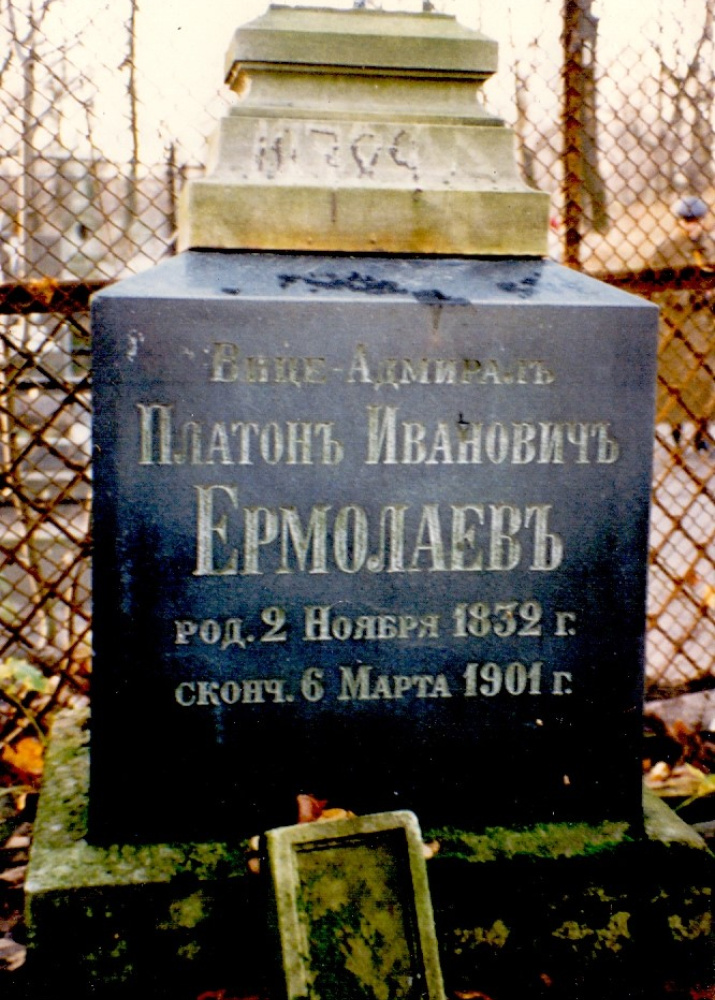 Вице-Адмиралъ
Платонъ Ивановичъ
Ермолаевъ
род. 2 Ноября 1832 г.
сконч. 6 Марта 1901 г.